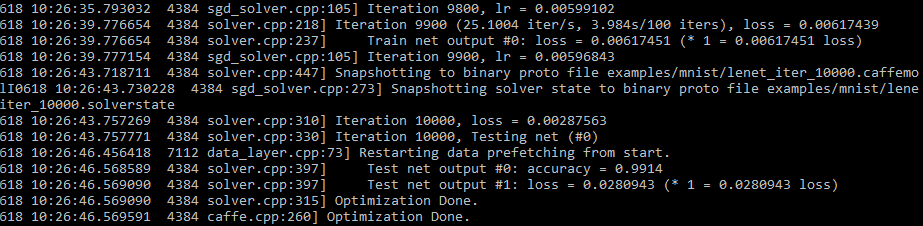 618 10:26:35.793032  4384 sgd_solver.cpp:105] Iteration 9800, lr = 0.00599102
618 10:26:39.776654  4384 solver.cpp:218] Iteration 9900 (25.1004 iter/s, 3.984s/100 iters), loss = 0.00617439
618 10:26:39.776654  4384 solver.cpp:237]     Train net output #0: loss = 0.00617451 (* 1 = 0.00617451 loss)
618 10:26:39.777154  4384 sgd_solver.cpp:105] Iteration 9900, lr = 0.00596843
618 10:26:43.718711  4384 solver.cpp:447] Snapshotting to binary proto file examples/mnist/lenet_iter_10000.caffemo
lI0618 10:26:43.730228  4384 sgd_solver.cpp:273] Snapshotting solver state to binary proto file examples/mnist/lene
iter_10000.solverstate
618 10:26:43.757269  4384 solver.cpp:310] Iteration 10000, loss = 0.00287563
618 10:26:43.757771  4384 solver.cpp:330] Iteration 10000, Testing net (#0)
618 10:26:46.456418  7112 data_layer.cpp:73] Restarting data prefetching from start.
618 10:26:46.568589  4384 solver.cpp:397]     Test net output #0: accuracy = 0.9914
618 10:26:46.569090  4384 solver.cpp:397]     Test net output #1: loss = 0.0280943 (* 1 = 0.0280943 loss)
618 10:26:46.569090  4384 solver.cpp:315] Optimization Done.
618 10:26:46.569591  4384 caffe.cpp:260] Optimization Done.